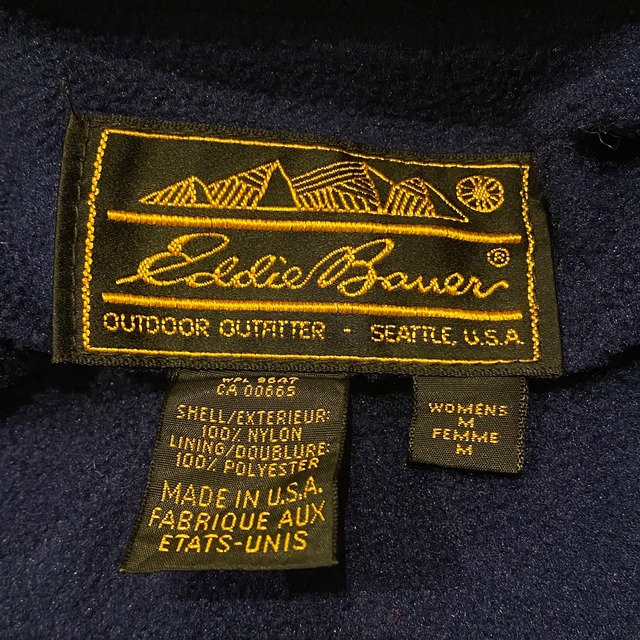 Eddie Bauer ®
OUTDOOR OUTFITTER - SEATTLE, U.S.A.
CA 00665
SHELL/EXTERIEUR:
100% NYLON
LINING/DOUBLURE:
100% POLYESTER
MADE IN U.S.A.
FABRIQUE AUX
ETATS-UNIS
WOMENS
M
FEMME
M